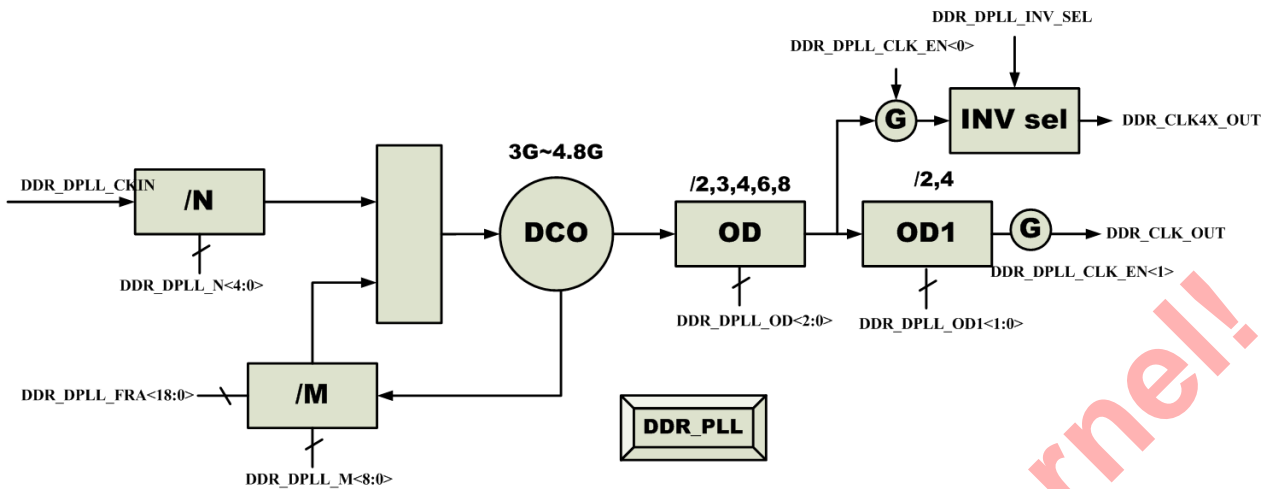 DDR_DPLL_INV_SEL
DDR_DPLL_CLK_EN<0>
G
INV sel
DDR_CLK4X_OUT
3G~4.8G
/2,3,4,6,8
/2,4
DDR_DPLL_CKIN
/N
DCO
OD
OD1
G
DDR_CLK_OUT
DDR_DPLL_N<4:0>
DDR_DPLL_CLK_EN<1>
DDR_DPLL_OD<2:0>
DDR_DPLL_OD1<1:0>
DDR_DPLL_FRA<18:0>
/M
DDR_PLL
DDR_DPLL_M<8:0>